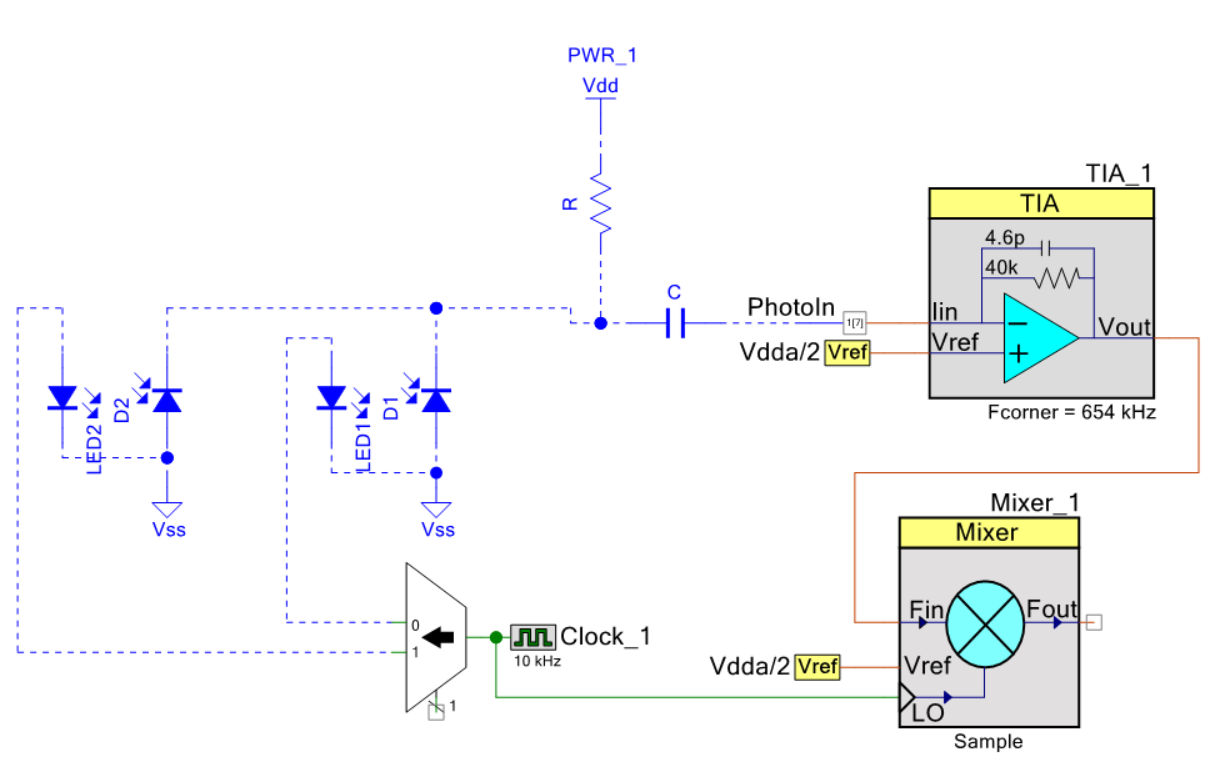 PWR_1
Vdd
R
C
TIA_1
TIA
4.6p
40k
PhotoIn
1[7]
Iin
Vdda/2 Vref
Vref
Vout
Fcorner = 654 kHz
LED2
D2
LED1
D1
Vss
Vss
Mixer_1
Mixer
0
1
1
Clock_1
10 kHz
Fin
Fout
Vdda/2 Vref
Vref
LO
Sample